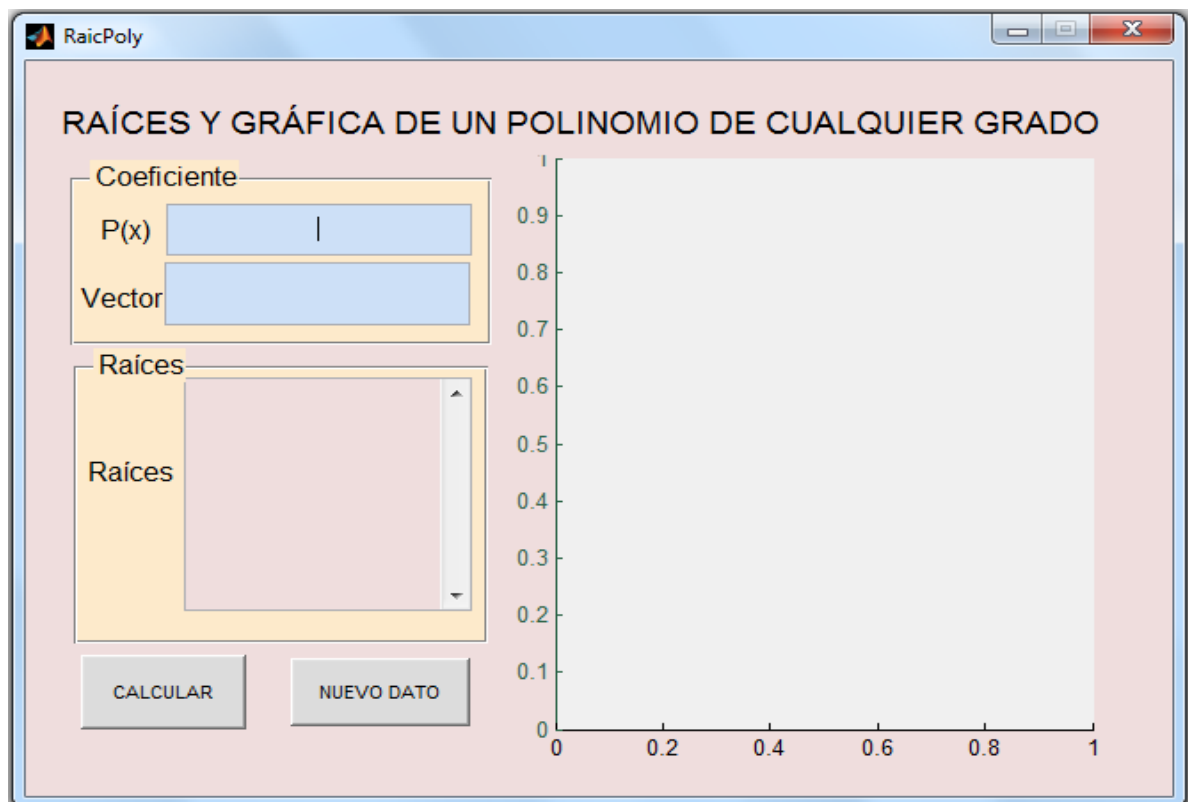 RaicPoly
RAÍCES Y GRÁFICA DE UN POLINOMIO DE CUALQUIER GRADO
Coeficiente
P(x)
Vector
Raíces
Raíces
CALCULAR
NUEVO DATO
1
0.9
0.8
0.7
0.6
0.5
0.4
0.3
0.2
0.1
0
0 0.2 0.4 0.6 0.8 1